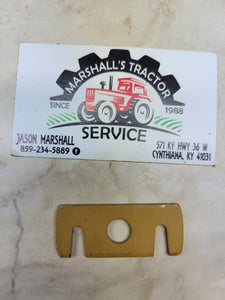 MARSHALL'S TRACTOR
SINCE 1988
SERVICE
JASON MARSHALL
859-234-5889
571 KY HWY 36 W
CYNTHIANA, KY 41031